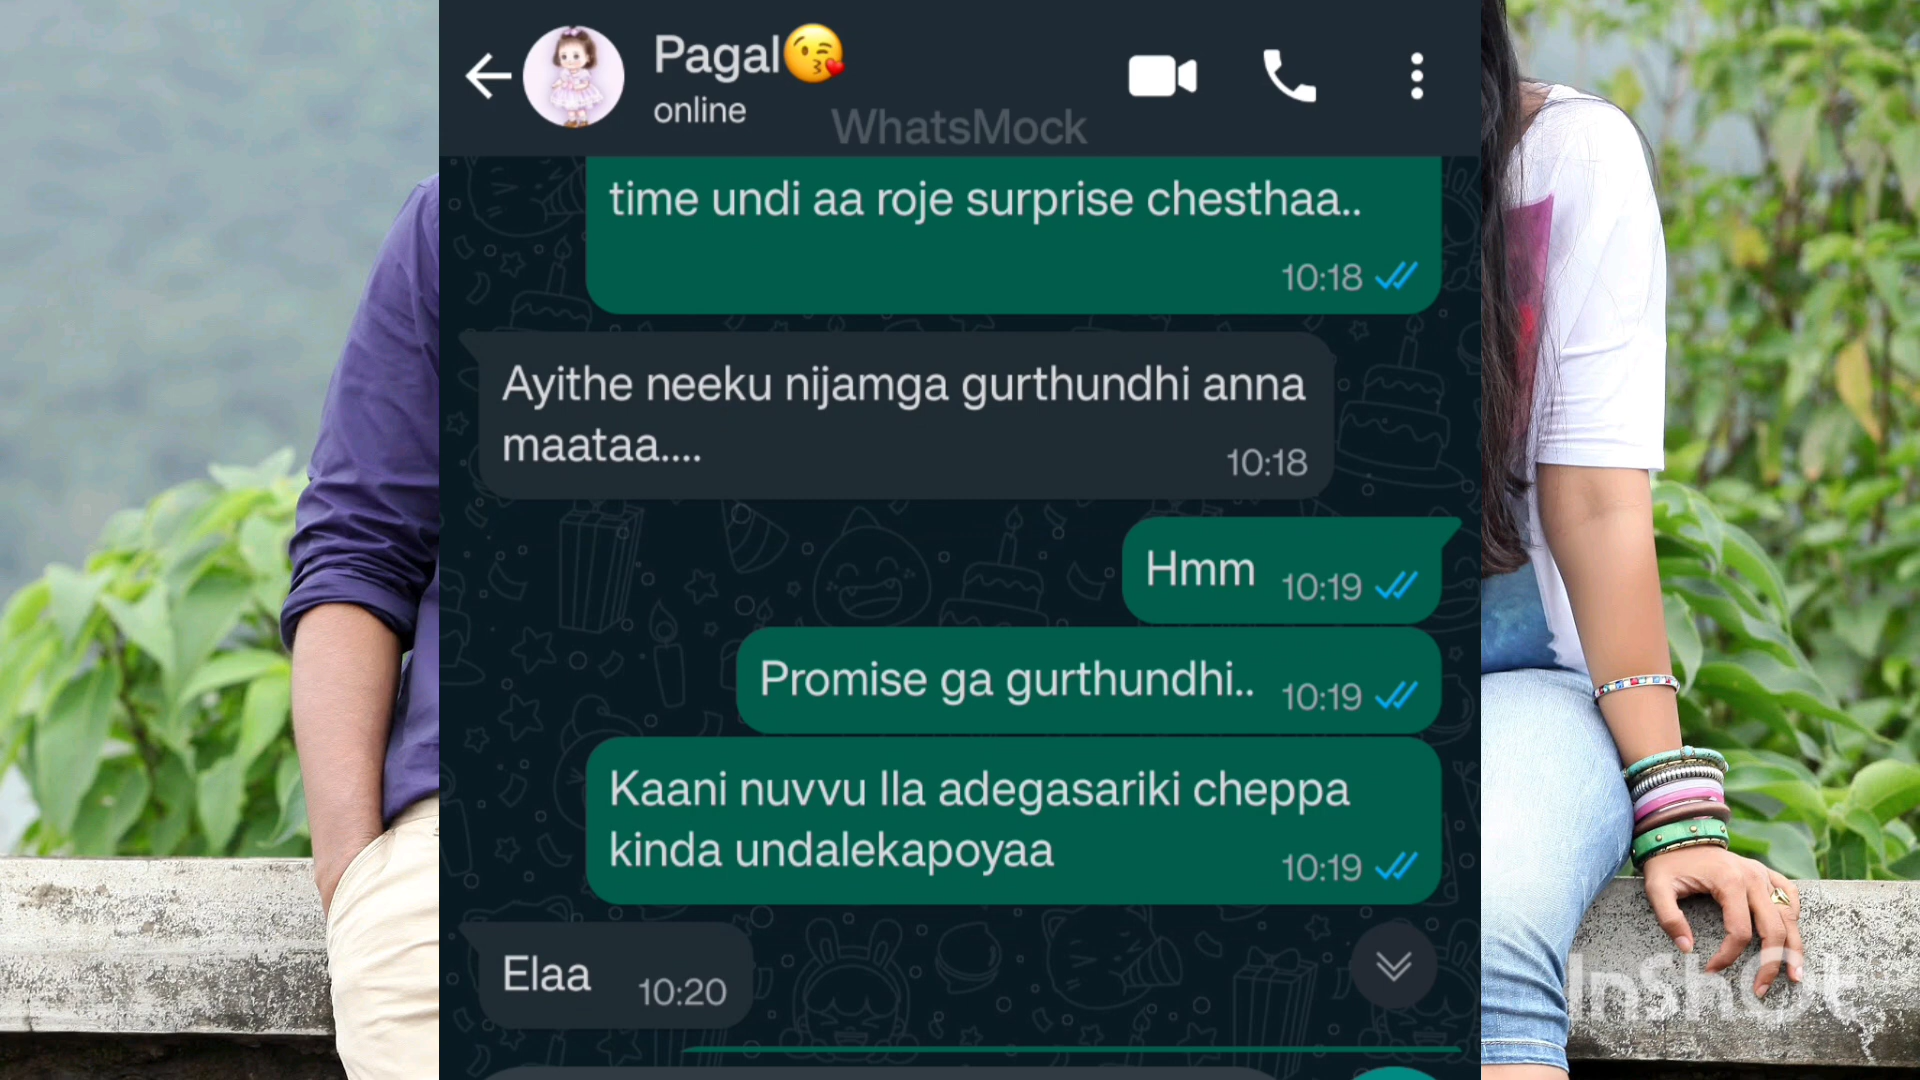 Pagal😘
online
WhatsMock
time undi aa roje surprise chesthaa..
10:18
Ayithe neeku nijamga gurthundhi anna
maataa....
10:18
Hmm 10:19
Promise ga gurthundhi.. 10:19
Kaani nuvvu Ila adegasariki cheppa
kinda undalekapoyaa
10:19
Elaa 10:20
InShOt